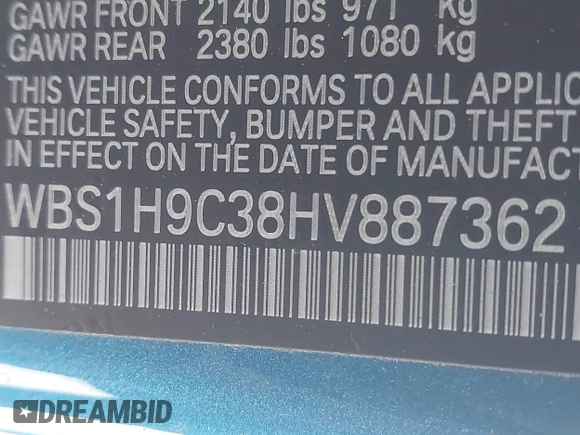 GAWR FRONT 2140 lbs 971 kg
GAWR REAR 2380 lbs 1080 kg
THIS VEHICLE CONFORMS TO ALL APPLIC
VEHICLE SAFETY, BUMPER AND THEFT
IN EFFECT ON THE DATE OF MANUFAC
WBS1H9C38HV887362
DREAMBID